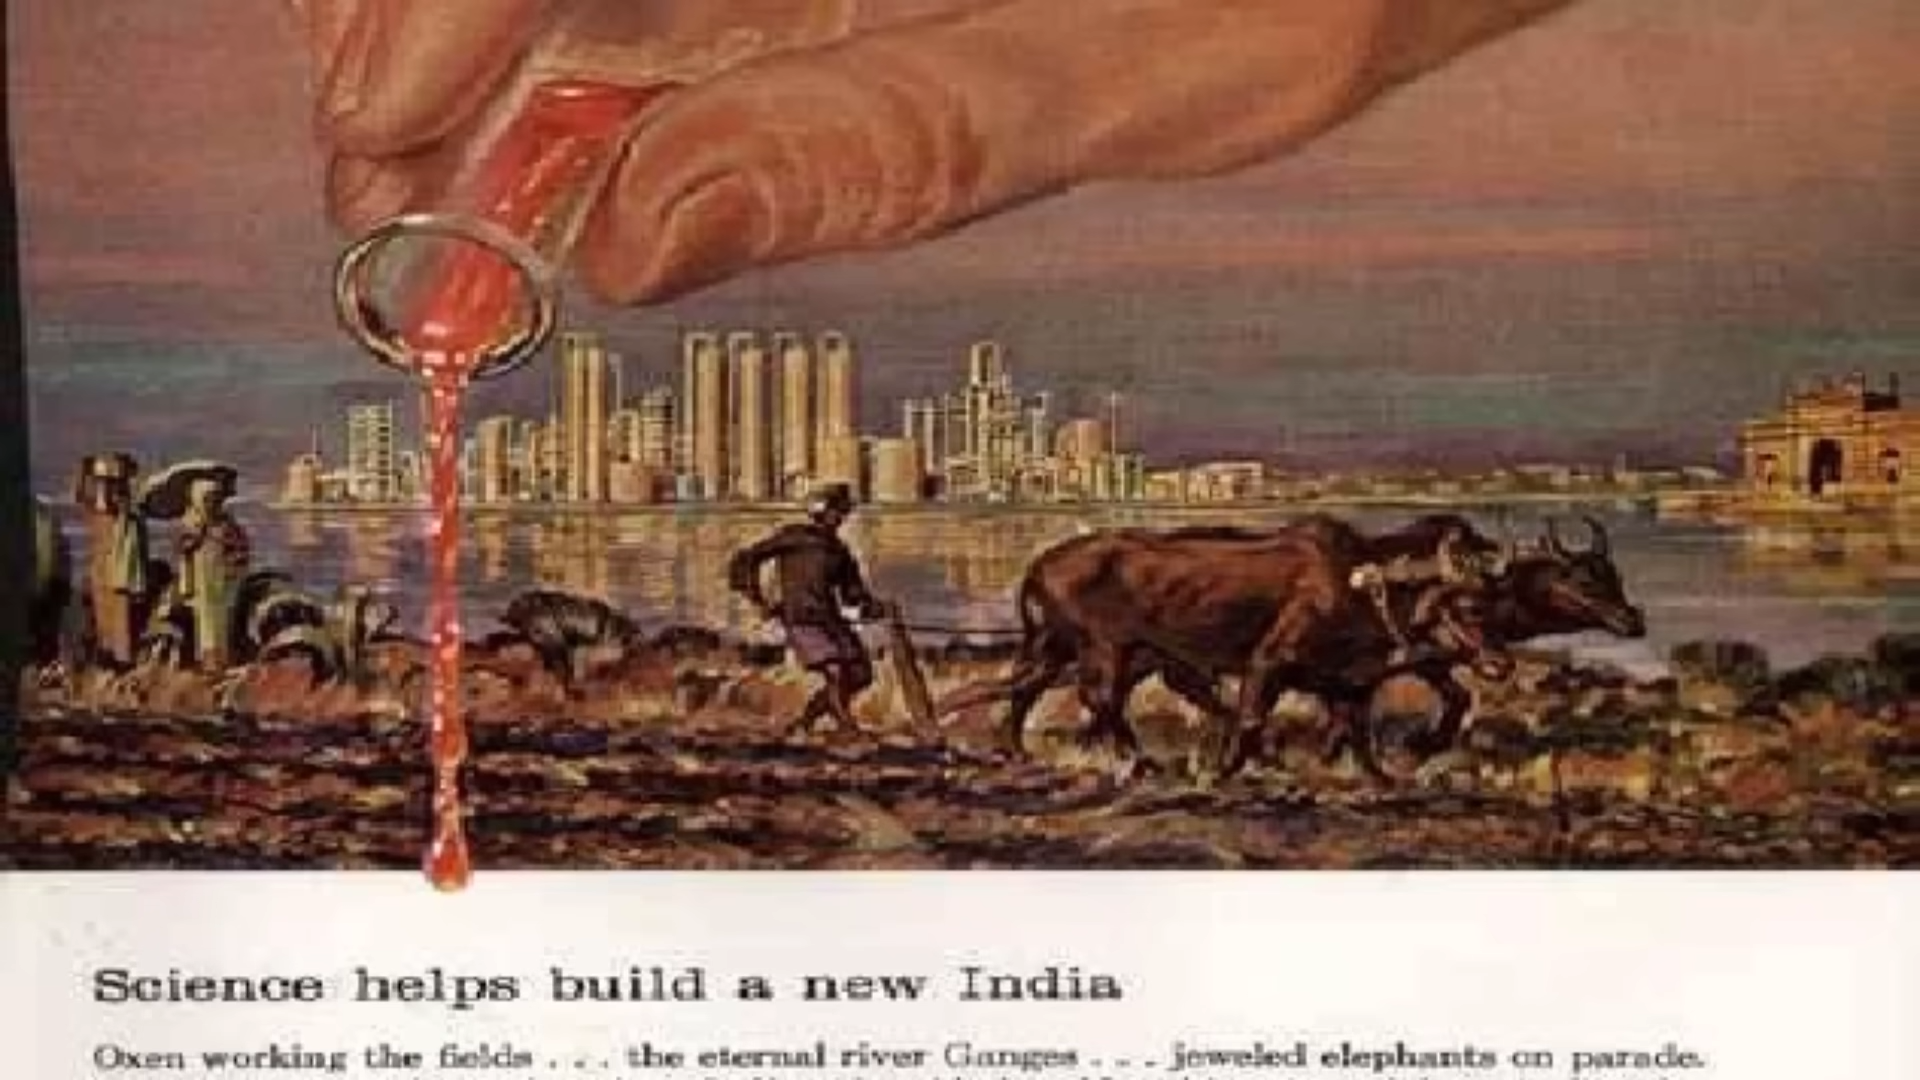 Science helps build a new India
Oxen working the fields . . . the eternal river Ganges . . . jeweled elephants on parade.